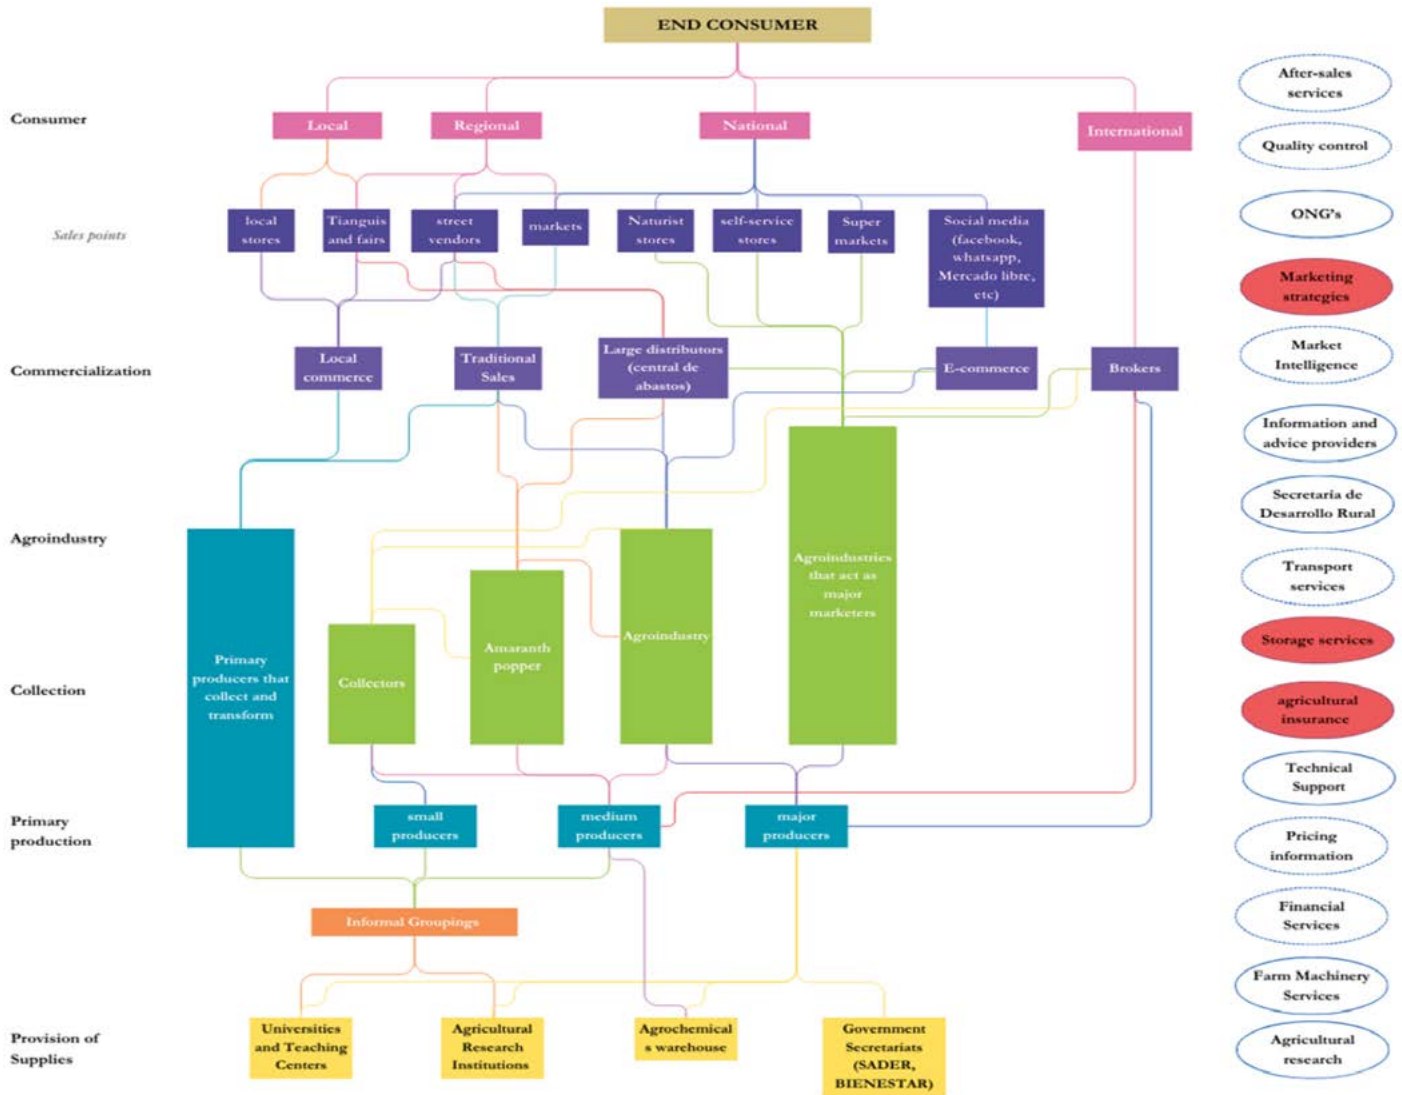 END CONSUMER
Consumer
Local
Regional
National
International
Sales points
local
stores
Tianguis
and fairs
street
vendors
markets
Naturist
stores
self-service
stores
Super
markets
Social media
(facebook,
whatsapp,
Mercado libre,
etc)
Commercialization
Local
commerce
Traditional
Sales
Large distributors
(central de
abastos)
E-commerce
Brokers
Agroindustry
Collection
Primary
producers that
collect and
transform
Collectors
Amaranth
popper
Agroindustry
Agroindustries
that act as
major
marketers
Primary
production
small
producers
medium
producers
major
producers
Informal Groupings
Provision of
Supplies
Universities
and Teaching
Centers
Agricultural
Research
Institutions
Agrochemical
s warehouse
Government
Secretariats
(SADER,
BIENESTAR)
After-sales
services
Quality control
ONG's
Marketing
strategies
Market
Intelligence
Information and
advice providers
Secretaría de
Desarrollo Rural
Transport
services
Storage services
agricultural
insurance
Technical
Support
Pricing
information
Financial
Services
Farm Machinery
Services
Agricultural
research